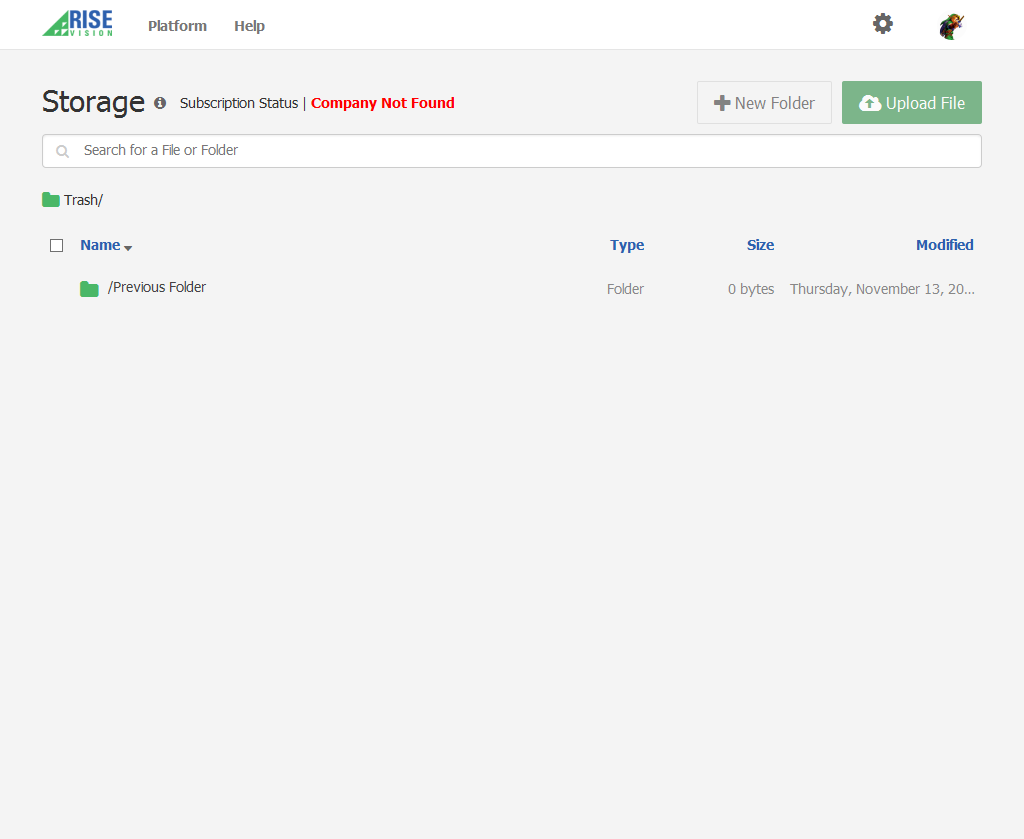 RISE
VISION
Platform
Help
Storage
Subscription Status | Company Not Found
New Folder
Upload File
Search for a File or Folder
Trash/
Name
Type
Size
Modified
/Previous Folder
Folder
0 bytes
Thursday, November 13, 20...